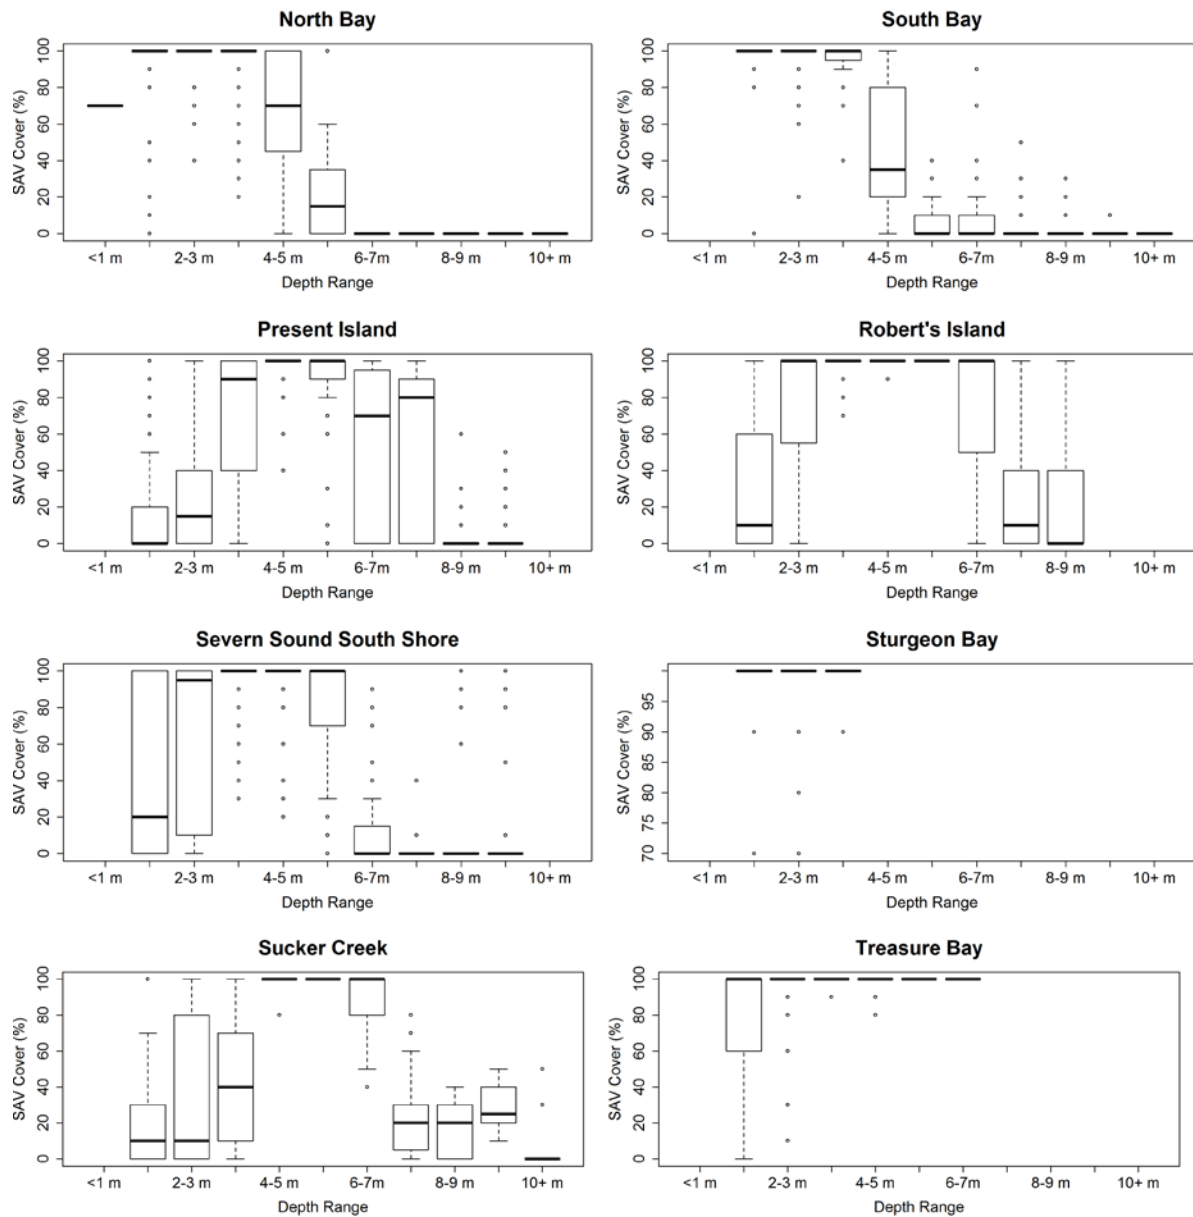 North Bay
SAV Cover (%)
0 20 40 60 80 100
<1 m 2-3 m 4-5 m 6-7m 8-9 m 10+ m
Depth Range
South Bay
SAV Cover (%)
0 20 40 60 80 100
<1 m 2-3 m 4-5 m 6-7m 8-9 m 10+ m
Depth Range
Present Island
SAV Cover (%)
0 20 40 60 80 100
<1 m 2-3 m 4-5 m 6-7m 8-9 m 10+ m
Depth Range
Robert's Island
SAV Cover (%)
0 20 40 60 80 100
<1 m 2-3 m 4-5 m 6-7m 8-9 m 10+ m
Depth Range
Severn Sound South Shore
SAV Cover (%)
0 20 40 60 80 100
<1 m 2-3 m 4-5 m 6-7m 8-9 m 10+ m
Depth Range
Sturgeon Bay
SAV Cover (%)
70 75 80 85 90 95
<1 m 2-3 m 4-5 m 6-7m 8-9 m 10+ m
Depth Range
Sucker Creek
SAV Cover (%)
0 20 40 60 80 100
<1 m 2-3 m 4-5 m 6-7m 8-9 m 10+ m
Depth Range
Treasure Bay
SAV Cover (%)
0 20 40 60 80 100
<1 m 2-3 m 4-5 m 6-7m 8-9 m 10+ m
Depth Range